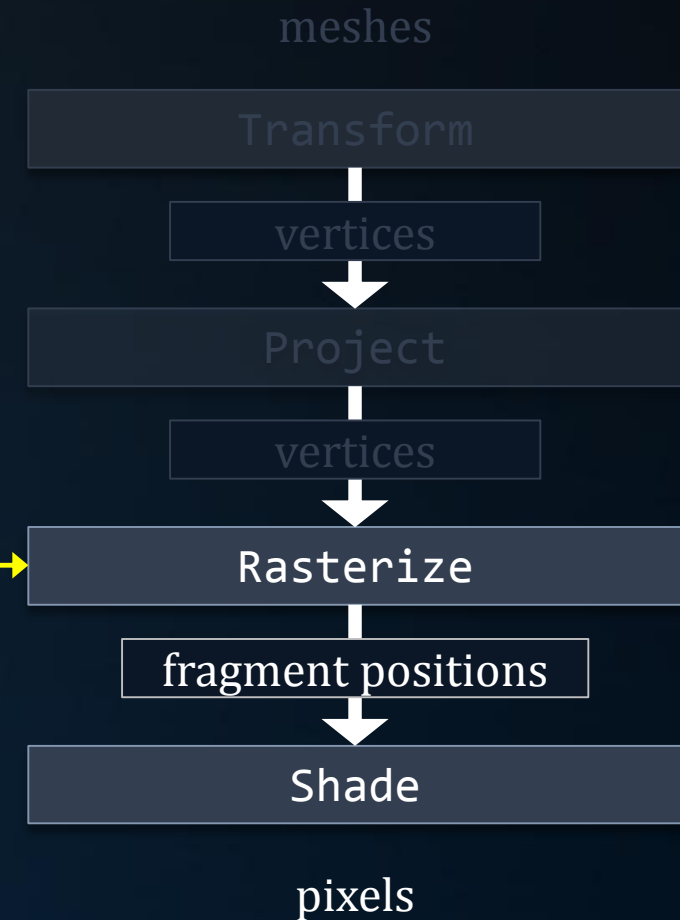 meshes
Transform
vertices
Project
vertices
Rasterize
fragment positions
Shade
pixels